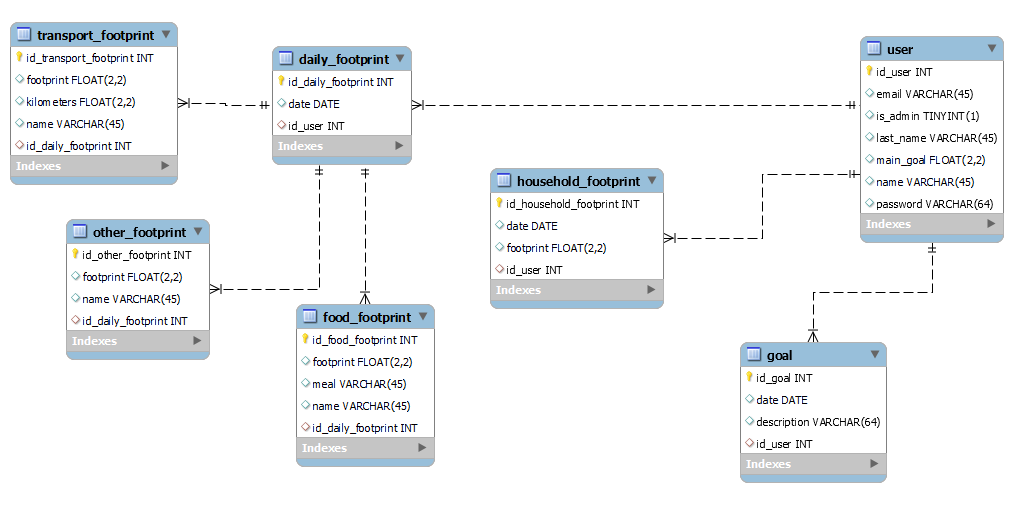 transport_footprint
id_transport_footprint INT
footprint FLOAT(2,2)
kilometers FLOAT(2,2)
name VARCHAR(45)
id_daily_footprint INT
Indexes
daily_footprint
id_daily_footprint INT
date DATE
id_user INT
Indexes
user
id_user INT
email VARCHAR(45)
is_admin TINYINT(1)
last_name VARCHAR(45)
main_goal FLOAT(2,2)
name VARCHAR(45)
password VARCHAR(64)
Indexes
household_footprint
id_household_footprint INT
date DATE
footprint FLOAT(2,2)
id_user INT
Indexes
other_footprint
id_other_footprint INT
footprint FLOAT(2,2)
name VARCHAR(45)
id_daily_footprint INT
Indexes
food_footprint
id_food_footprint INT
footprint FLOAT(2,2)
meal VARCHAR(45)
name VARCHAR(45)
id_daily_footprint INT
Indexes
goal
id_goal INT
date DATE
description VARCHAR(64)
id_user INT
Indexes